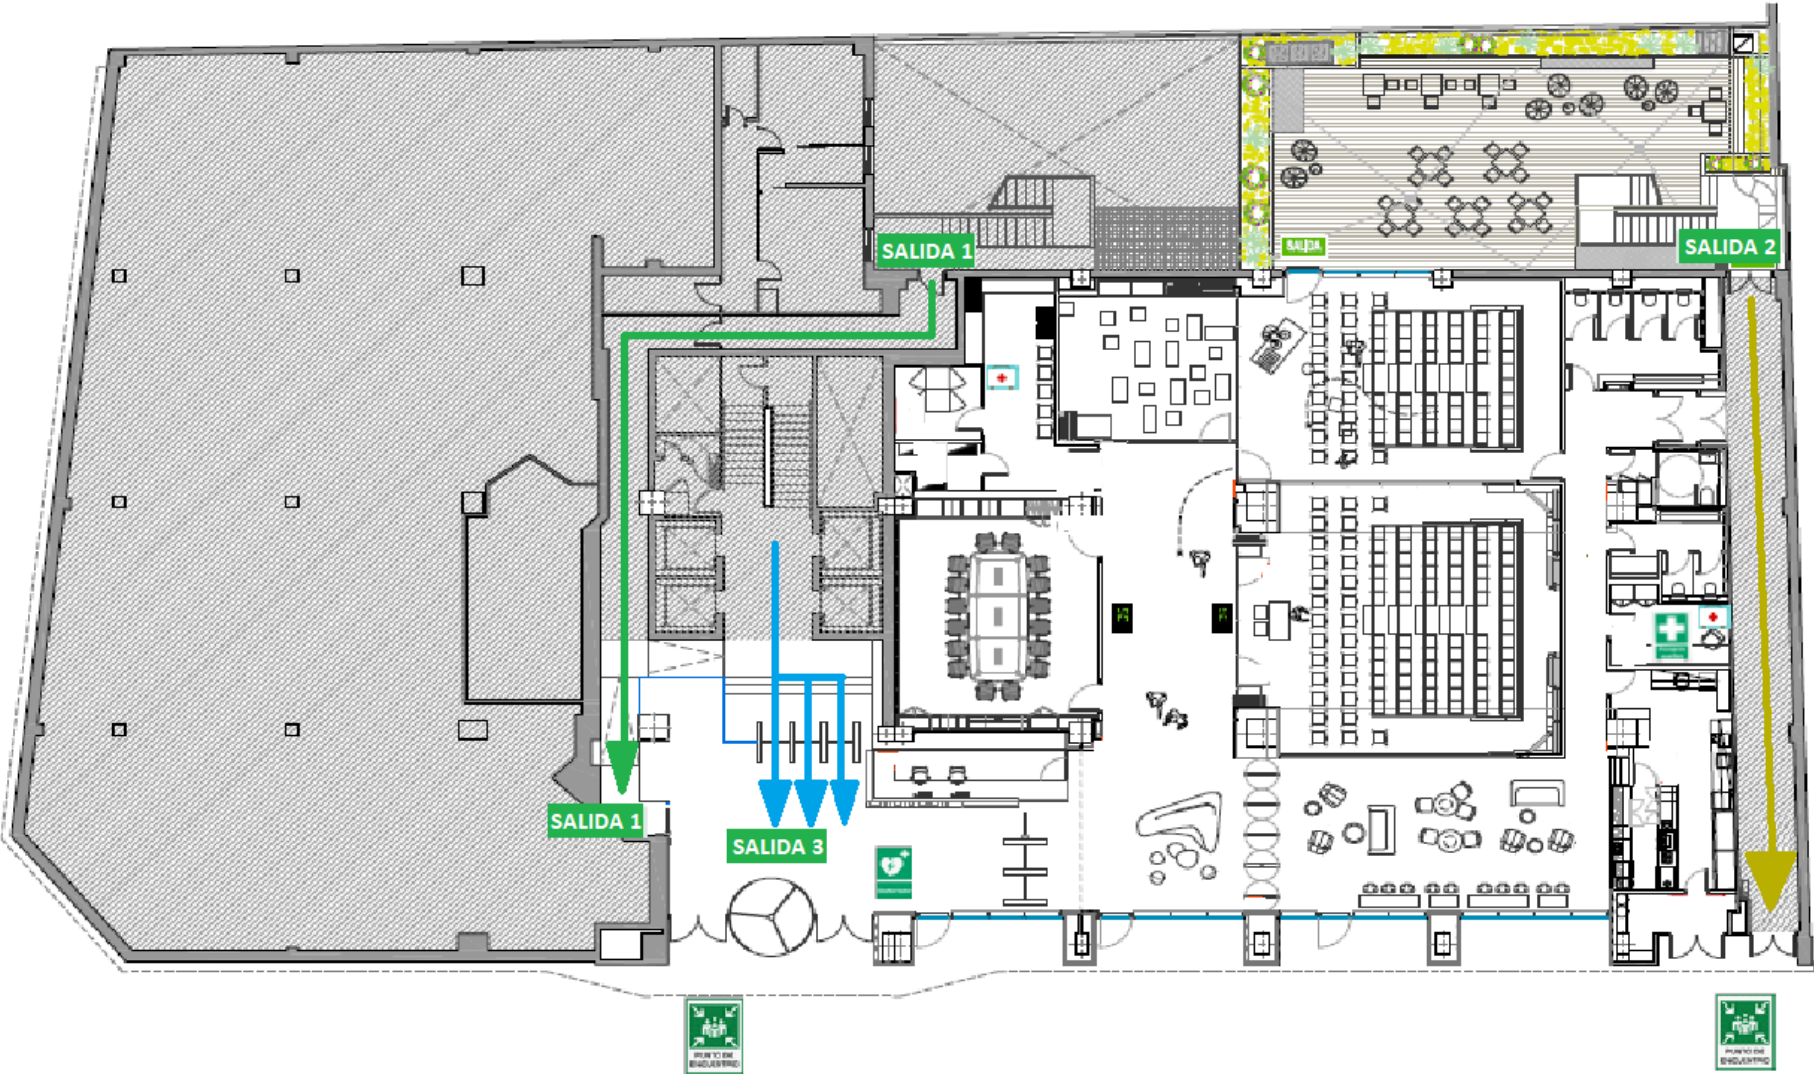 SALIDA 1
SALIDA
SALIDA 2
SALIDA 1
SALIDA 3
PUNTO DE
ENCUENTRO
PUNTO DE
ENCUENTRO